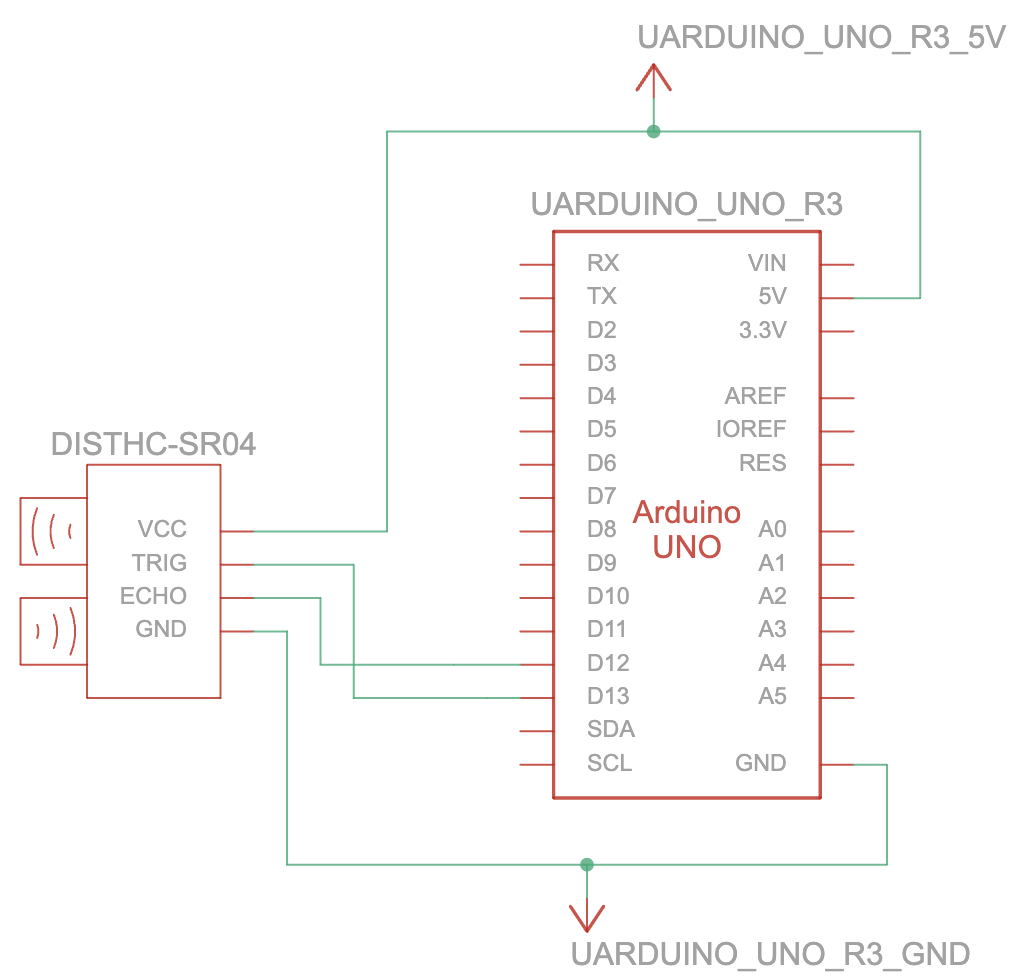 UARDUINO_UNO_R3_5V
UARDUINO_UNO_R3
RX VIN
TX 5V
D2 3.3V
D3
D4 AREF
D5 IOREF
D6 RES
D7
Arduino
UNO
D8 A0
D9 A1
D10 A2
D11 A3
D12 A4
D13 A5
SDA
SCL GND
DISTHC-SR04
VCC
TRIG
ECHO
GND
UARDUINO_UNO_R3_GND